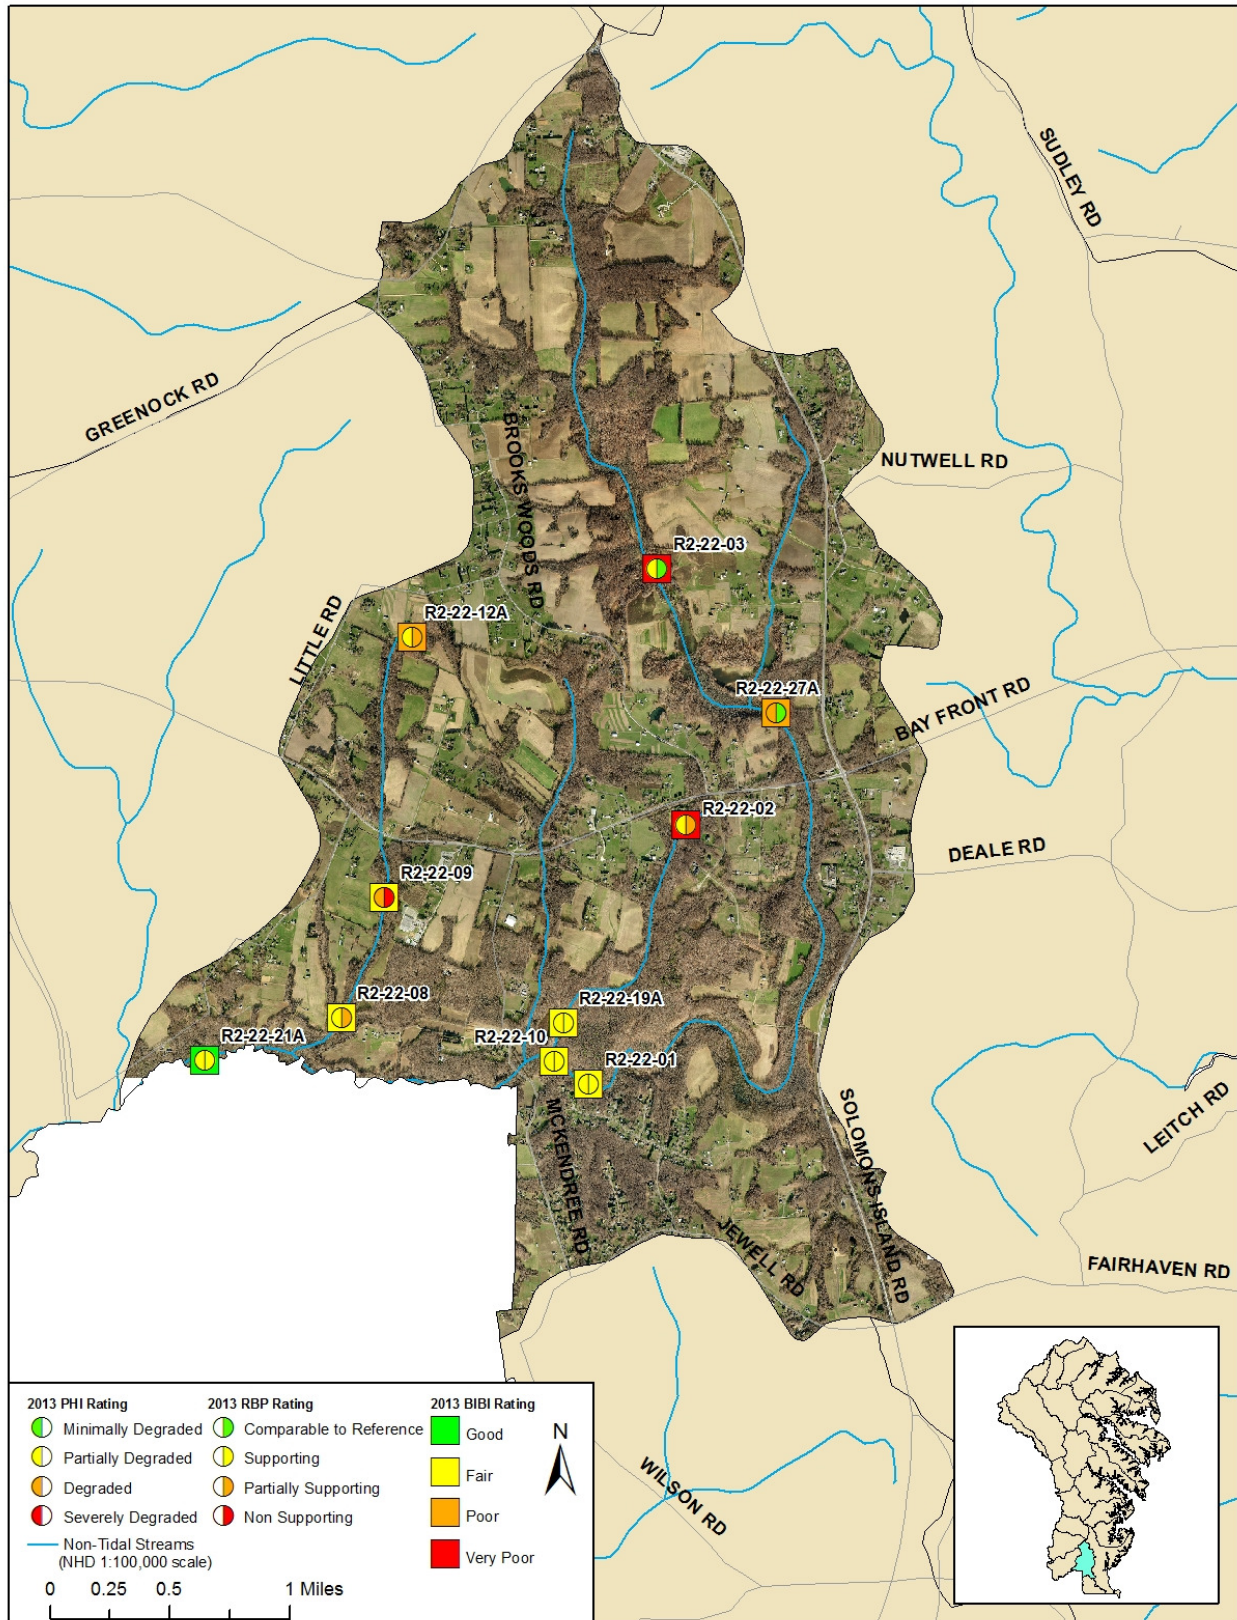 SUDLEY RD
GREENOCK RD
BROOKS WOODS RD
NUTWELL RD
R2-22-03
LITTLE RD
R2-22-12A
R2-22-27A
BAY FRONT RD
R2-22-02
DEALE RD
R2-22-09
R2-22-19A
R2-22-08
R2-22-21A
R2-22-10
R2-22-01
MCKENDREE RD
SOLOMONS ISLAND RD
LEITCH RD
JEWELL RD
FAIRHAVEN RD
WILSON RD
2013 PHI Rating
Minimally Degraded
Partially Degraded
Degraded
Severely Degraded
Non-Tidal Streams
(NHD 1:100,000 scale)
2013 RBP Rating
Comparable to Reference
Supporting
Partially Supporting
Non Supporting
2013 BIBI Rating
Good
Fair
Poor
Very Poor
N
0 0.25 0.5 1 Miles